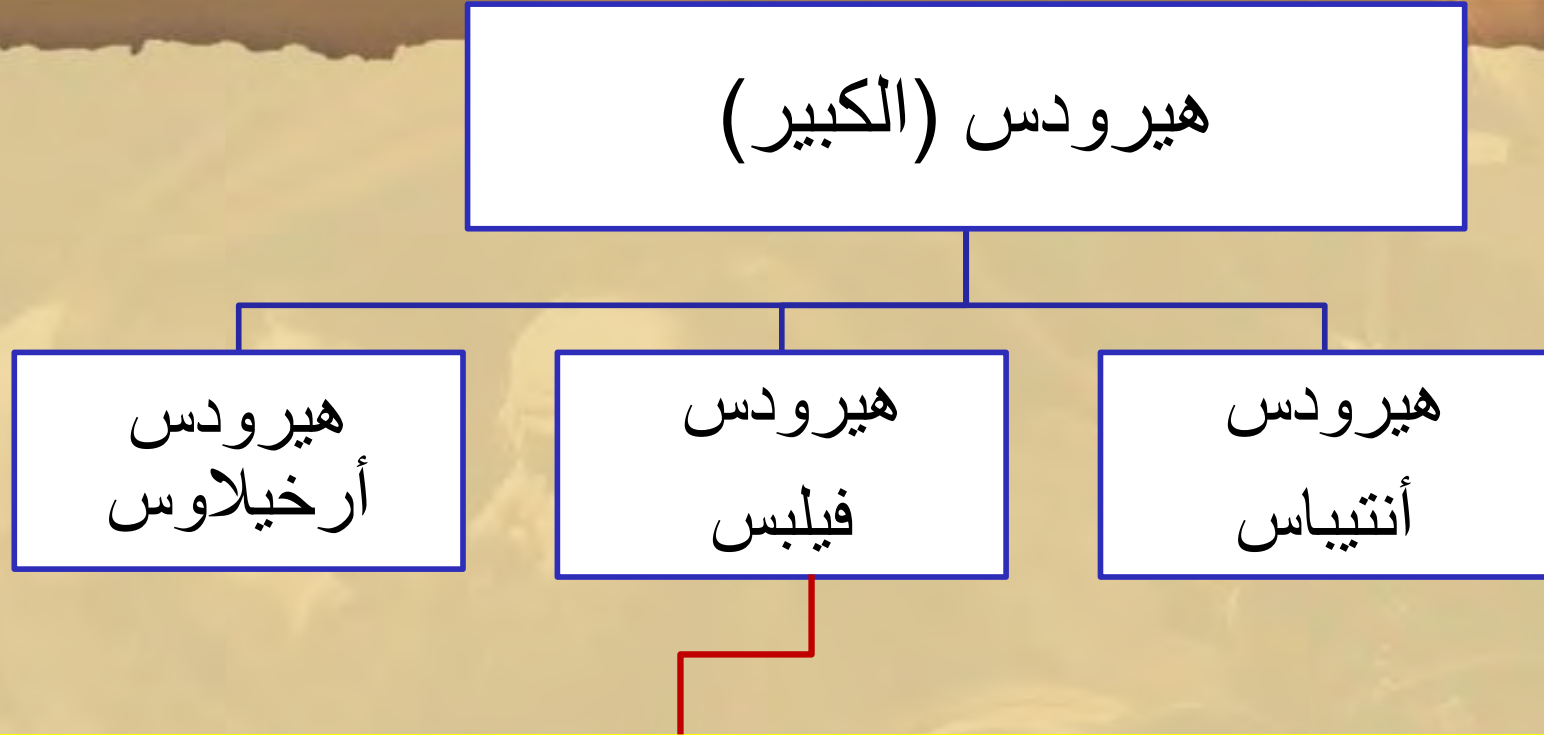 هيرودس (الكبير)
هيرودس
أنتيباس
هيرودس
فيلبس
هيرودس
أرخيلاوس